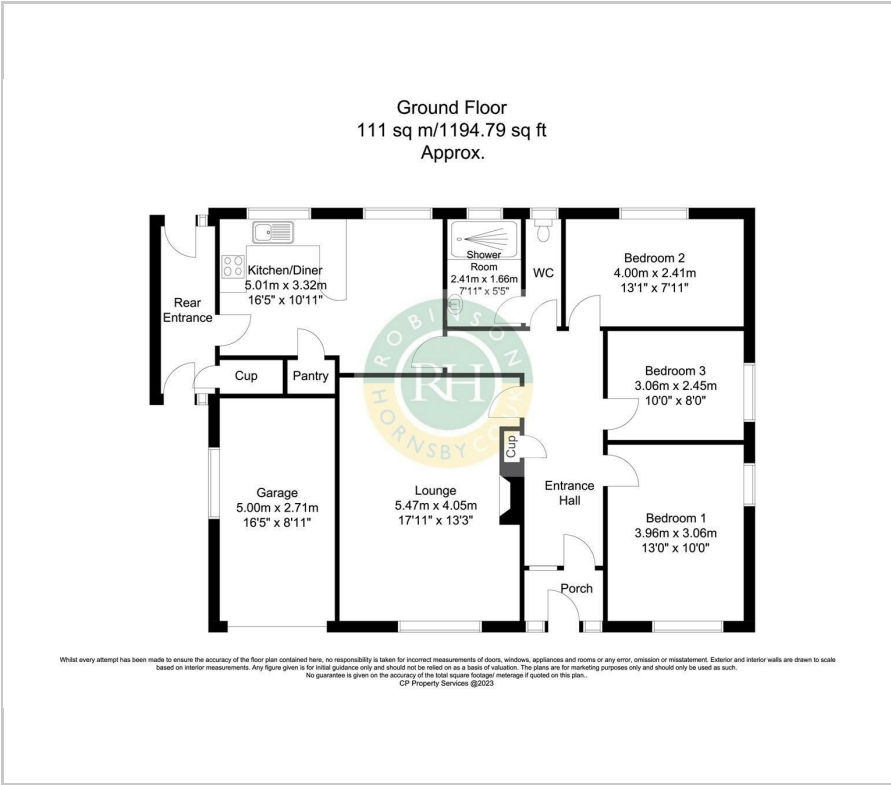 Ground Floor
111 sq m/1194.79 sq ft
Approx.
Kitchen/Diner
5.01m x 3.32m
16'5" x 10'11"
Shower
Room
2.41m x 1.66m
7'11" x 5'5"
WC
Bedroom 2
4.00m x 2.41m
13'1" x 7'11"
Rear
Entrance
Cup
Pantry
Bedroom 3
3.06m x 2.45m
10'0" x 8'0"
ROBINSON
RH
HORNSBY
Cup
Garage
5.00m x 2.71m
16'5" x 8'11"
Lounge
5.47m x 4.05m
17'11" x 13'3"
Entrance
Hall
Bedroom 1
3.96m x 3.06m
13'0" x 10'0"
Porch
Whilst every attempt has been made to ensure the accuracy of the floor plan contained here, no responsibility is taken for incorrect measurements of doors, windows, appliances and rooms or any error, omission or misstatement. Exterior and interior walls are drawn to scale
based on interior measurements. Any figure given is for initial guidance only and should not be relied on as a basis of valuation. The plans are for marketing purposes only and should only be used as such.
No guarantee is given on the accuracy of the total square footage/ meterage if quoted on this plan..
CP Property Services @2023